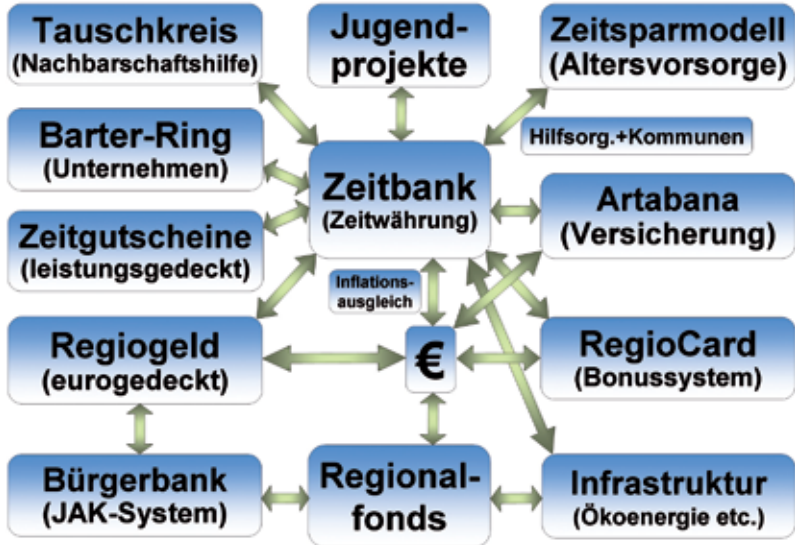 Tauschkreis
(Nachbarschaftshilfe)
Jugend-
projekte
Zeitsparmodell
(Altersvorsorge)
Barter-Ring
(Unternehmen)
Hilfsorg.+Kommunen
Zeitbank
(Zeitwährung)
Zeitgutscheine
(leistungsgedeckt)
Artabana
(Versicherung)
Inflations-
ausgleich
Regiogeld
(eurogedeckt)
€
RegioCard
(Bonussystem)
Bürgerbank
(JAK-System)
Regional-
fonds
Infrastruktur
(Ökoenergie etc.)